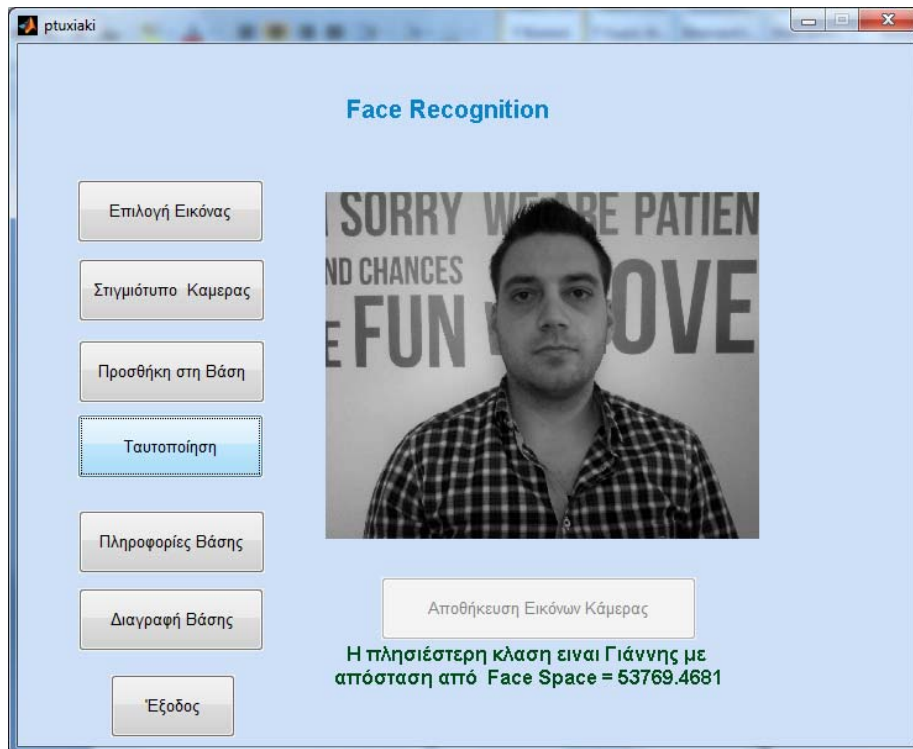 ptuxiaki
Face Recognition
Επιλογή Εικόνας
Στιγμιότυπο Καμερας
Προσθήκη στη Βάση
Ταυτοποίηση
Πληροφορίες Βάσης
Διαγραφή Βάσης
Έξοδος
SORRY WE ARE PATIEN
ND CHANCES
E FUN OVE
Αποθήκευση Εικόνων Κάμερας
Η πλησιέστερη κλαση ειναι Γιάννης με
απόσταση από Face Space = 53769.4681